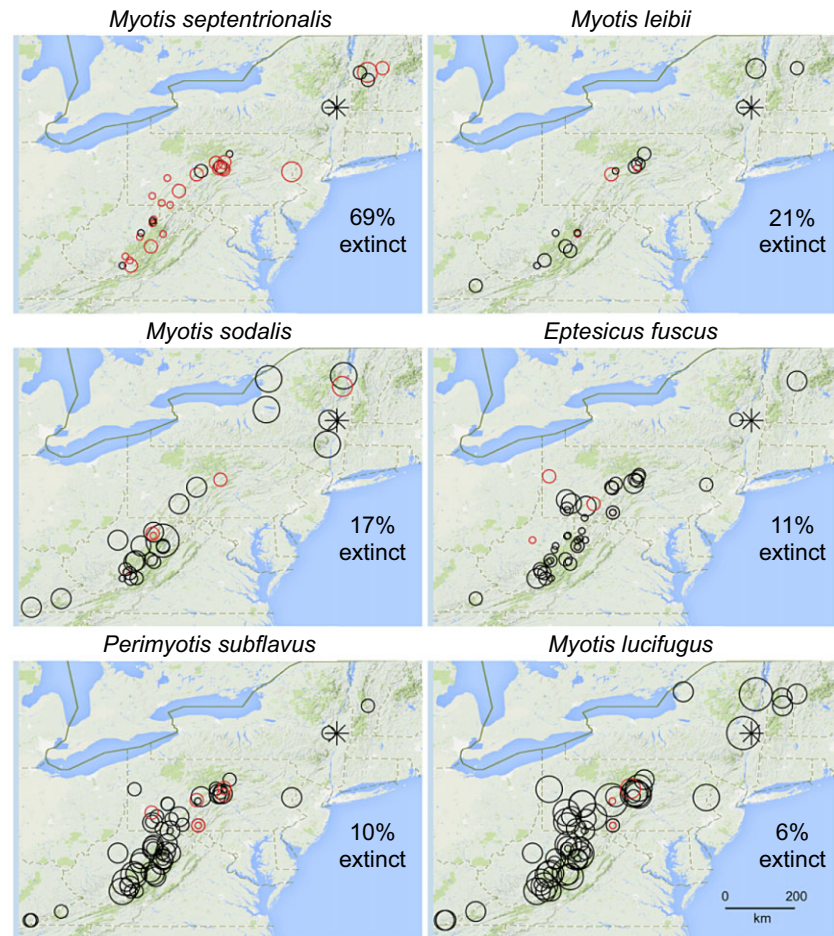 Myotis septentrionalis
Myotis leibii
69%
extinct
21%
extinct
Myotis sodalis
Eptesicus fuscus
17%
extinct
11%
extinct
Perimyotis subflavus
Myotis lucifugus
10%
extinct
6%
extinct
0 200
km